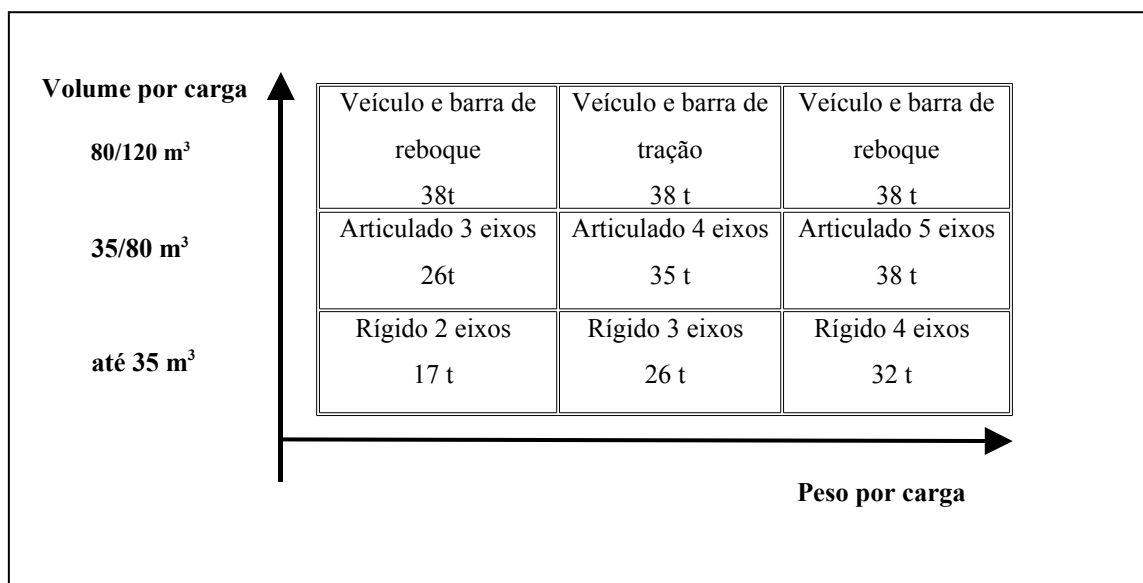 Volume por carga
80/120 m³
Veículo e barra de
reboque
38t
Veículo e barra de
tração
38 t
Veículo e barra de
reboque
38 t
35/80 m³
Articulado 3 eixos
26t
Articulado 4 eixos
35 t
Articulado 5 eixos
38 t
até 35 m³
Rígido 2 eixos
17 t
Rígido 3 eixos
26 t
Rígido 4 eixos
32 t
Peso por carga